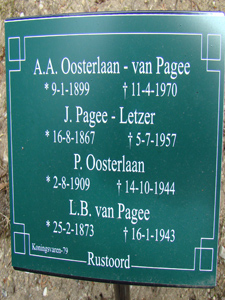 A.A. Oosterlaan - van Pagee
* 9-1-1899 † 11-4-1970
J. Pagee - Letzer
* 16-8-1867 † 5-7-1957
P. Oosterlaan
* 2-8-1909 † 14-10-1944
L.B. van Pagee
* 25-2-1873 † 16-1-1943
Koningsvaren-79
Rustoord